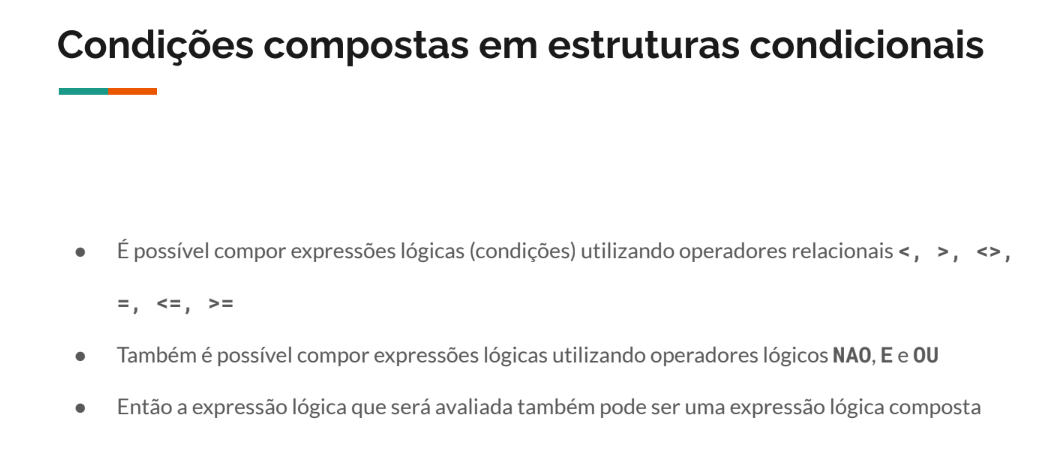 Condições compostas em estruturas condicionais
● É possível compor expressões lógicas (condições) utilizando operadores relacionais <, >, <>,
=, <=, >=
● Também é possível compor expressões lógicas utilizando operadores lógicos NAO, E e OU
● Então a expressão lógica que será avaliada também pode ser uma expressão lógica composta